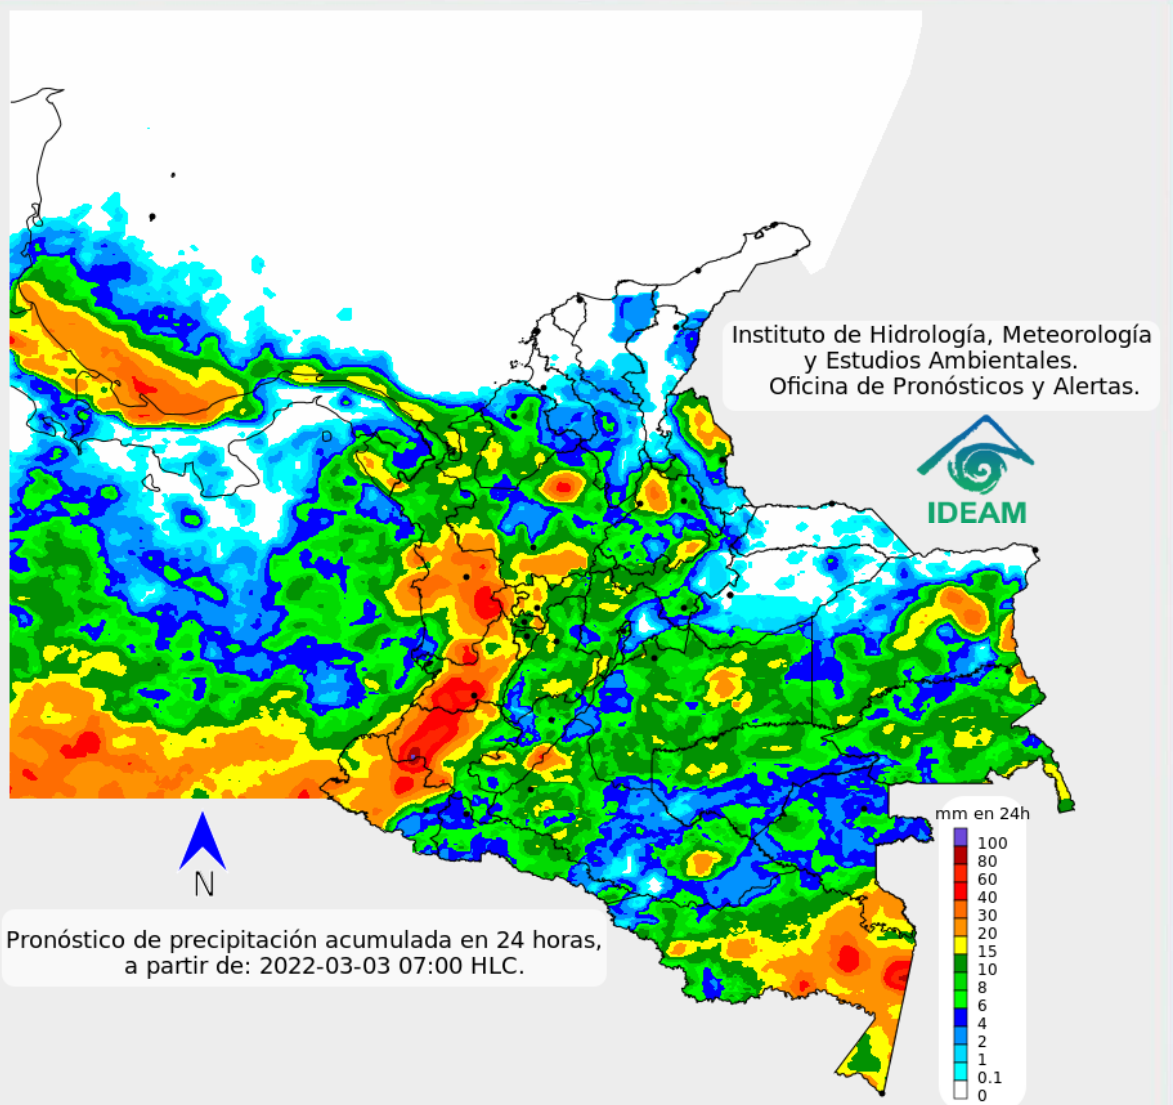 Instituto de Hidrología, Meteorología
y Estudios Ambientales.
Oficina de Pronósticos y Alertas.
IDEAM
mm en 24h
100
80
60
40
30
20
15
10
8
6
4
2
1
0.1
0
N
Pronóstico de precipitación acumulada en 24 horas,
a partir de: 2022-03-03 07:00 HLC.